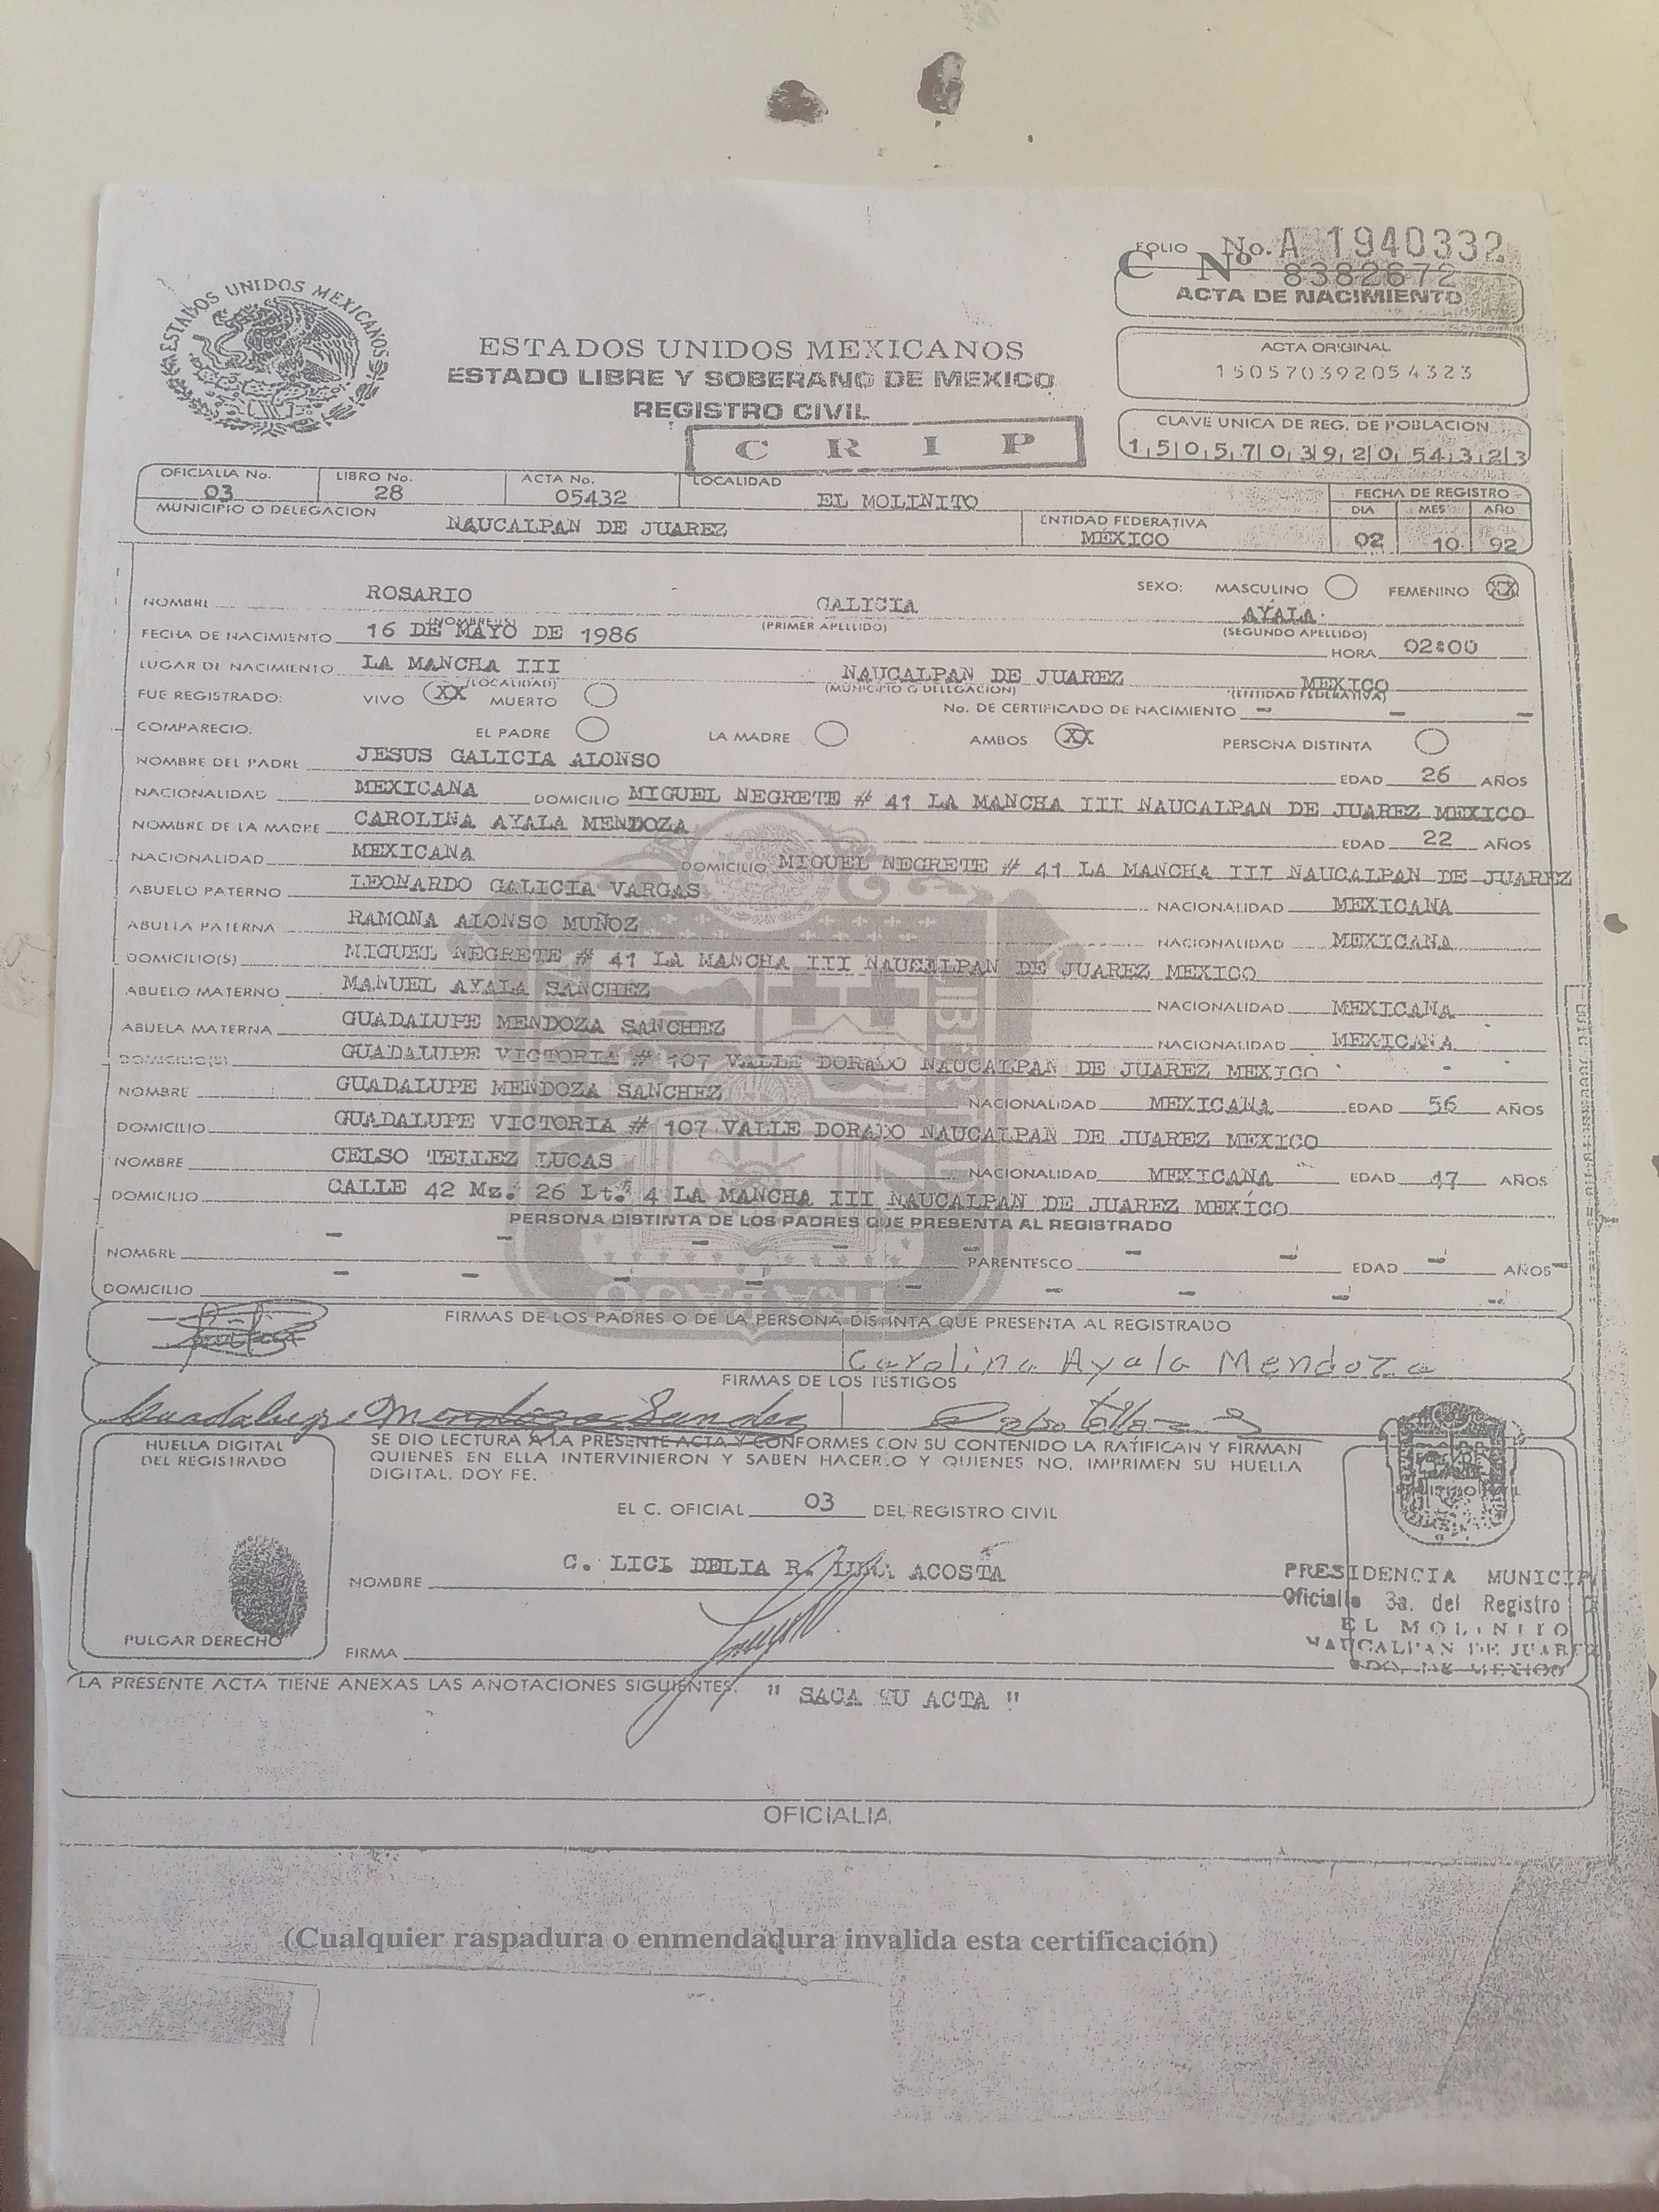 FOLIO No. A 1940332
C Nº 8382672
ACTA DE NACIMIENTO
ESTADOS UNIDOS MEXICANOS
ESTADOS UNIDOS MEXICANOS
ESTADO LIBRE Y SOBERANO DE MEXICO
REGISTRO CIVIL
C R I P
ACTA ORIGINAL
150570392054323
CLAVE UNICA DE REG. DE POBLACION
150570392054323
OFICIALIA No. LIBRO No. ACTA No. LOCALIDAD FECHA DE REGISTRO
03 28 05432 EL MOLINITO DIA MES AÑO
MUNICIPIO O DELEGACION NAUCALPAN DE JUAREZ ENTIDAD FEDERATIVA MEXICO 02 10 92
SEXO: MASCULINO FEMENINO XX
NOMBRE ROSARIO GALICIA AYALA
(NOMBRE(S)) (PRIMER APELLIDO) (SEGUNDO APELLIDO)
FECHA DE NACIMIENTO 16 DE MAYO DE 1986 HORA 02:00
LUGAR DE NACIMIENTO LA MANCHA III NAUCALPAN DE JUAREZ MEXICO
(LOCALIDAD) (MUNICIPIO O DELEGACION) (ENTIDAD FEDERATIVA)
FUE REGISTRADO: VIVO XX MUERTO No. DE CERTIFICADO DE NACIMIENTO - - -
COMPARECIO: EL PADRE LA MADRE AMBOS XX PERSONA DISTINTA
NOMBRE DEL PADRE JESUS GALICIA ALONSO EDAD 26 AÑOS
NACIONALIDAD MEXICANA DOMICILIO MIGUEL NEGRETE # 41 LA MANCHA III NAUCALPAN DE JUAREZ MEXICO
NOMBRE DE LA MADRE CAROLINA AYALA MENDOZA EDAD 22 AÑOS
NACIONALIDAD MEXICANA DOMICILIO MIGUEL NEGRETE # 41 LA MANCHA III NAUCALPAN DE JUAREZ
ABUELO PATERNO LEONARDO GALICIA VARGAS NACIONALIDAD MEXICANA
ABUELA PATERNA RAMONA ALONSO MUÑOZ NACIONALIDAD MEXICANA
DOMICILIO(S) MIGUEL NEGRETE # 41 LA MANCHA III NAUCALPAN DE JUAREZ MEXICO
ABUELO MATERNO MANUEL AYALA SANCHEZ NACIONALIDAD MEXICANA
ABUELA MATERNA GUADALUPE MENDOZA SANCHEZ NACIONALIDAD MEXICANA
DOMICILIO(S) GUADALUPE VICTORIA # 107 VALLE DORADO NAUCALPAN DE JUAREZ MEXICO
NOMBRE GUADALUPE MENDOZA SANCHEZ NACIONALIDAD MEXICANA EDAD 56 AÑOS
DOMICILIO GUADALUPE VICTORIA # 107 VALLE DORADO NAUCALPAN DE JUAREZ MEXICO
NOMBRE CELSO TELLEZ LUCAS NACIONALIDAD MEXICANA EDAD 47 AÑOS
DOMICILIO CALLE 42 Mz. 26 Lt. 4 LA MANCHA III NAUCALPAN DE JUAREZ MEXICO
PERSONA DISTINTA DE LOS PADRES QUE PRESENTA AL REGISTRADO
NOMBRE - - - - PARENTESCO - - EDAD - AÑOS
DOMICILIO - - - - - - - -
FIRMAS DE LOS PADRES O DE LA PERSONA DISTINTA QUE PRESENTA AL REGISTRADO
Carolina Ayala Mendoza
FIRMAS DE LOS TESTIGOS
Guadalupe Mendoza Sanchez
HUELLA DIGITAL
DEL REGISTRADO
SE DIO LECTURA A LA PRESENTE ACTA Y CONFORMES CON SU CONTENIDO LA RATIFICAN Y FIRMAN
QUIENES EN ELLA INTERVINIERON Y SABEN HACERLO Y QUIENES NO, IMPRIMEN SU HUELLA
DIGITAL. DOY FE.
EL C. OFICIAL 03 DEL REGISTRO CIVIL
NOMBRE C. LIC. DELIA R. ACOSTA
PRESIDENCIA MUNICIP
Oficialia 3a. del Registro
EL MOLINITO
NAUCALPAN DE JUAREZ
EDO. DE MEXICO
PULGAR DERECHO
FIRMA
LA PRESENTE ACTA TIENE ANEXAS LAS ANOTACIONES SIGUIENTES: " SACA SU ACTA "
OFICIALIA
(Cualquier raspadura o enmendadura invalida esta certificación)